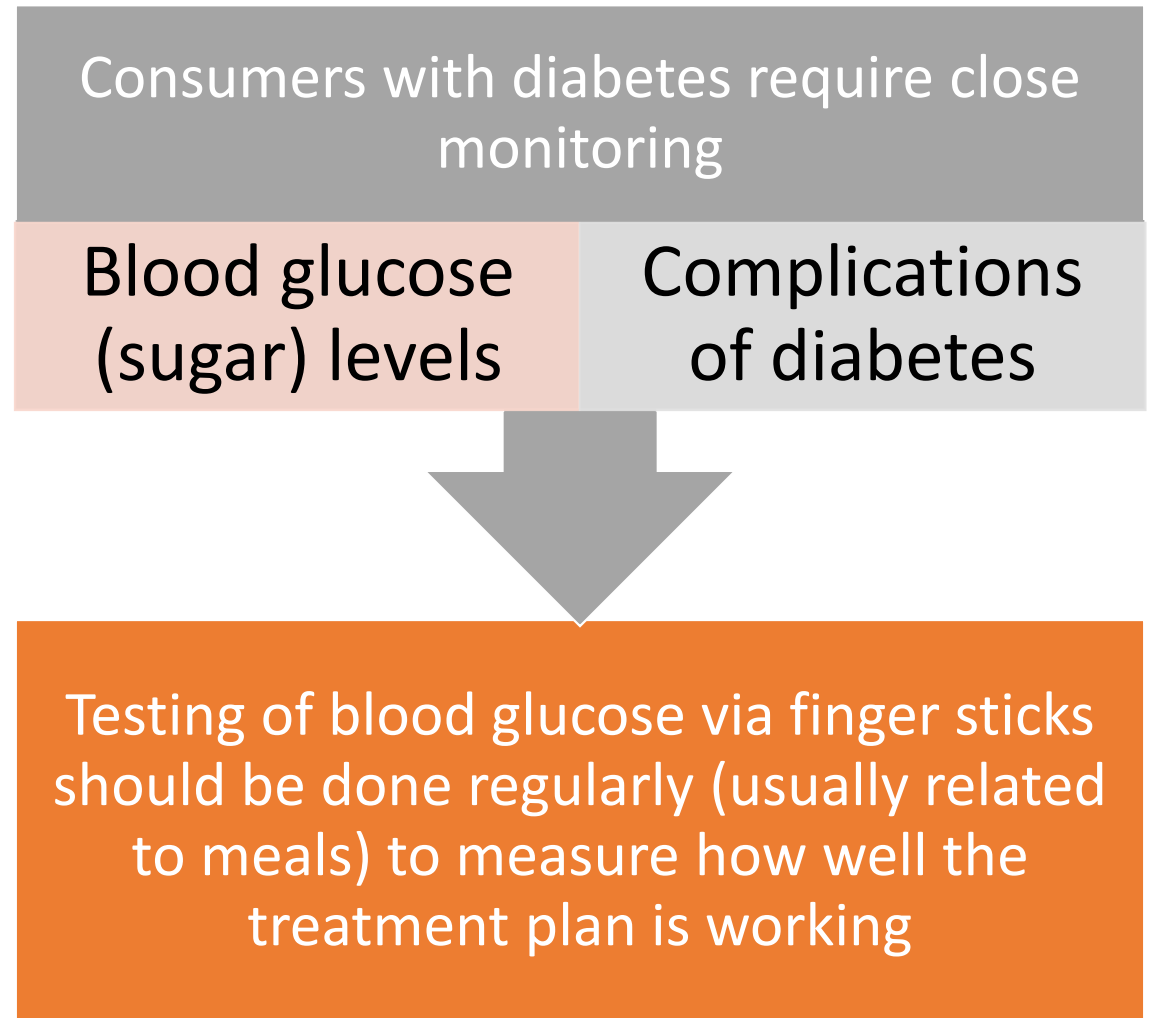 Consumers with diabetes require close
monitoring
Blood glucose
(sugar) levels
Complications
of diabetes
Testing of blood glucose via finger sticks
should be done regularly (usually related
to meals) to measure how well the
treatment plan is working